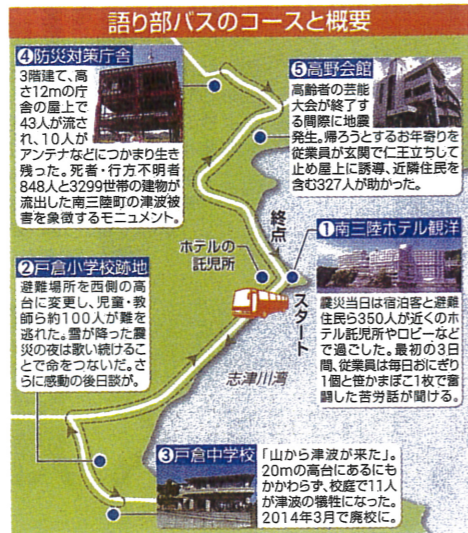 語り部バスのコースと概要
④防災対策庁舎
3階建て、高
さ12mの庁
舎の屋上で
43人が流さ
れ、10人が
アンテナなどにつかまり生き
残った。死者・行方不明者
848人と3299世帯の建物が
流出した南三陸町の津波被
害を象徴するモニュメント。
⑤高野会館
高齢者の芸能
大会が終了す
る間際に地震
発生。帰ろうとするお年寄りを
従業員が玄関で仁王立ちして
止め屋上に誘導、近隣住民を
含む327人が助かった。
終点
①南三陸ホテル観洋
ホテルの
託児所
スタート
震災当日は宿泊客と避難
住民ら350人が近くのホ
テル託児所やロビーなど
で過ごした。最初の3日
間、従業員は毎日おにぎり
1個と笹かまぼこ1枚で奮
闘した苦労話が聞ける。
②戸倉小学校跡地
避難場所を西側の高
台に変更し、児童・教
師ら約100人が難を
逃れた。雪が降った震
災の夜は歌い続けるこ
とで命をつないだ。さ
らに感動の後日談が。
志津川湾
③戸倉中学校
「山から津波が来た」。
20mの高台にあるにも
かかわらず、校庭で11人
が津波の犠牲になった。
2014年3月で廃校に。